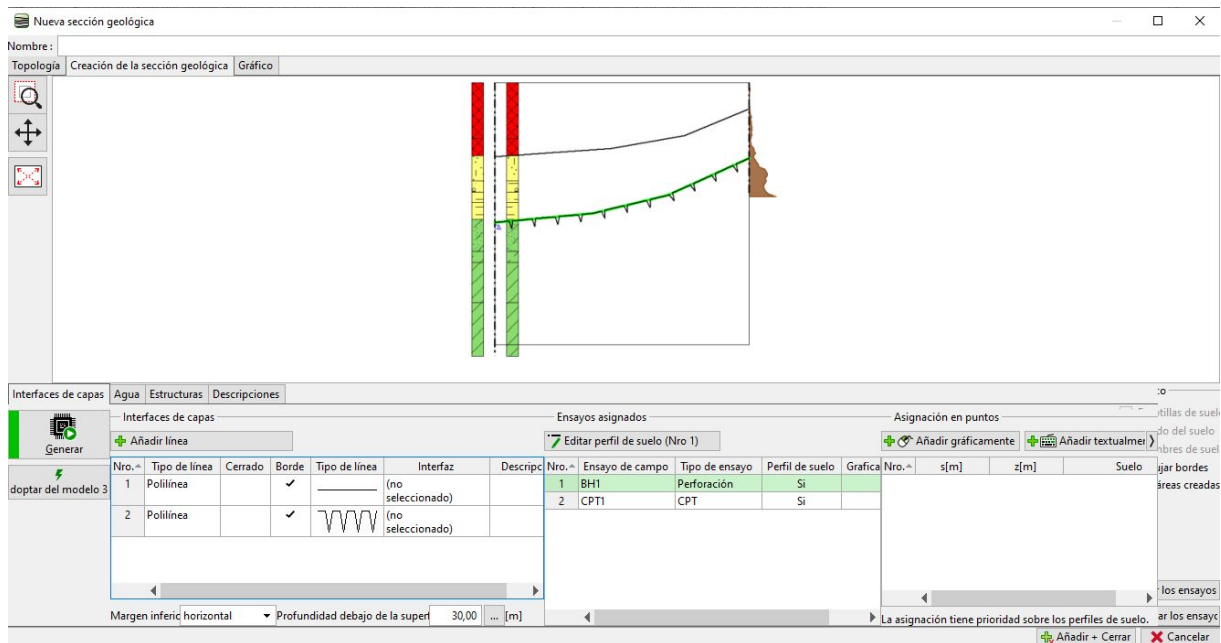 Nueva sección geológica
Nombre :
Topología Creación de la sección geológica Gráfico
Interfaces de capas Agua Estructuras Descripciones
Generar
doptar del modelo 3
Interfaces de capas
Añadir línea
Nro. Tipo de línea Cerrado Borde Tipo de línea Interfaz Descripc
1 Polilínea (no seleccionado)
2 Polilínea (no seleccionado)
Margen inferic horizontal Profundidad debajo de la superf 30,00 ... [m]
Ensayos asignados
Editar perfil de suelo (Nro 1)
Nro. Ensayo de campo Tipo de ensayo Perfil de suelo Grafica
1 BH1 Perforación Si
2 CPT1 CPT Si
Asignación en puntos
Añadir gráficamente Añadir textualmer
Nro. s[m] z[m] Suelo
La asignación tiene prioridad sobre los perfiles de suelo.
:o
tillas de suel
do del suelo
nbres de suel
ujar bordes
áreas creadas
los ensayos
ar los ensayo
Añadir + Cerrar Cancelar